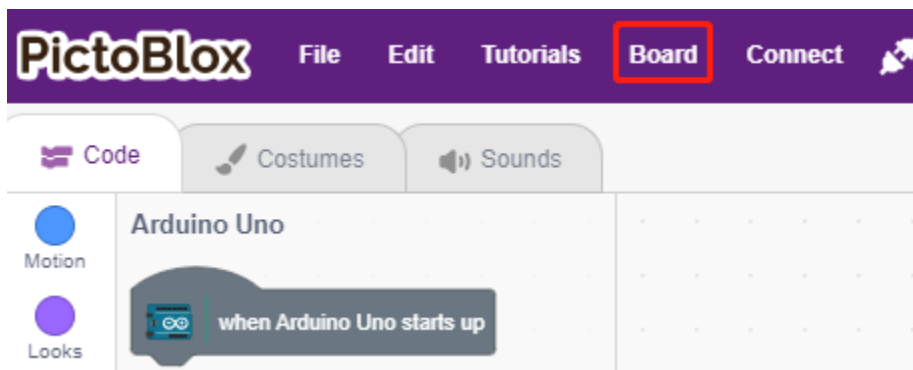 PictoBlox File Edit Tutorials Board Connect
Code Costumes Sounds
Motion
Looks
Arduino Uno
when Arduino Uno starts up